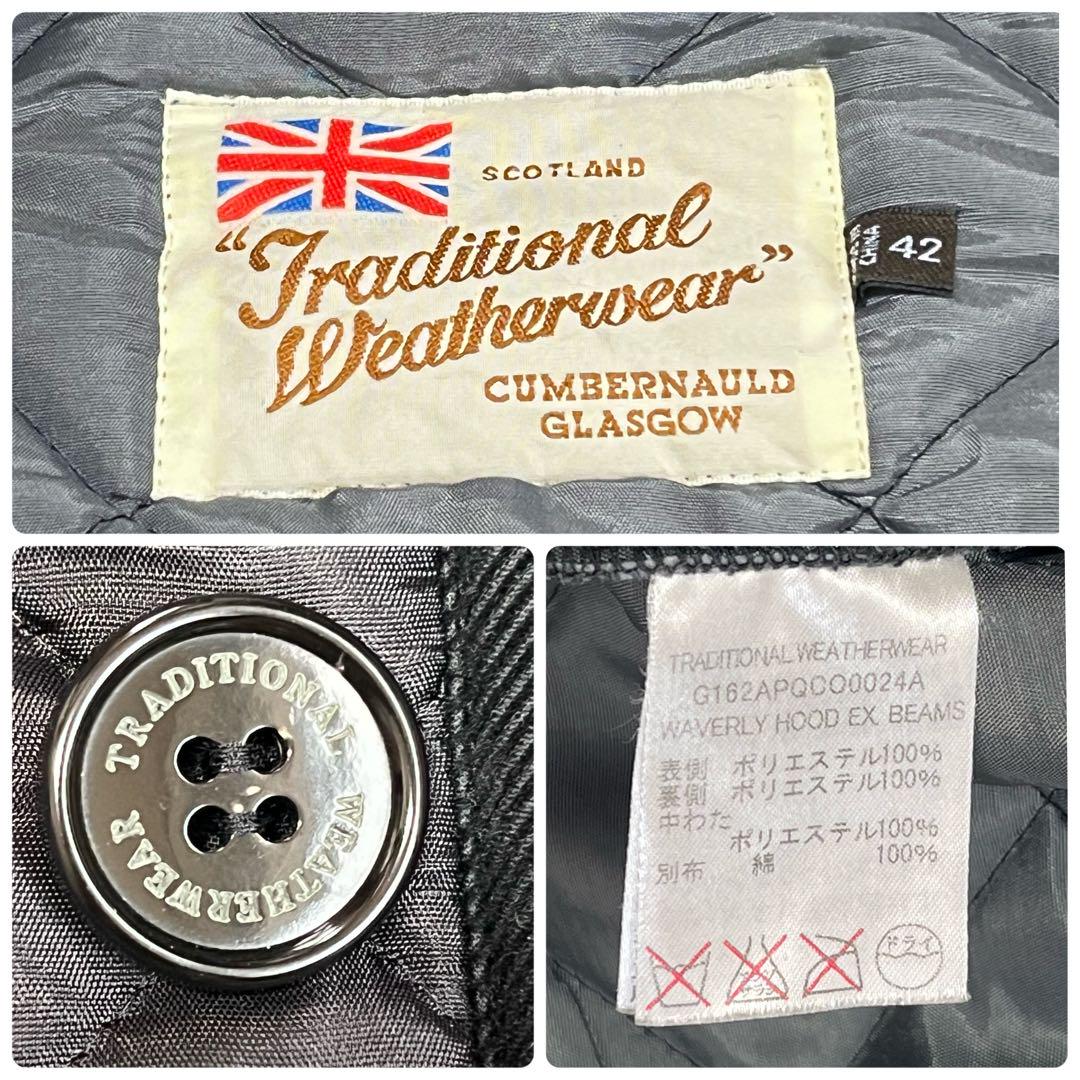 SCOTLAND
"Traditional
Weatherwear"
CUMBERNAULD
GLASGOW
CHINA
42
TRADITIONAL WEATHERWEAR
TRADITIONAL WEATHERWEAR
G162APQCO0024A
WAVERLY HOOD EX. BEAMS
表側 ポリエステル100%
裏側 ポリエステル100%
中わた
ポリエステル100%
別布 綿 100%
ドライ